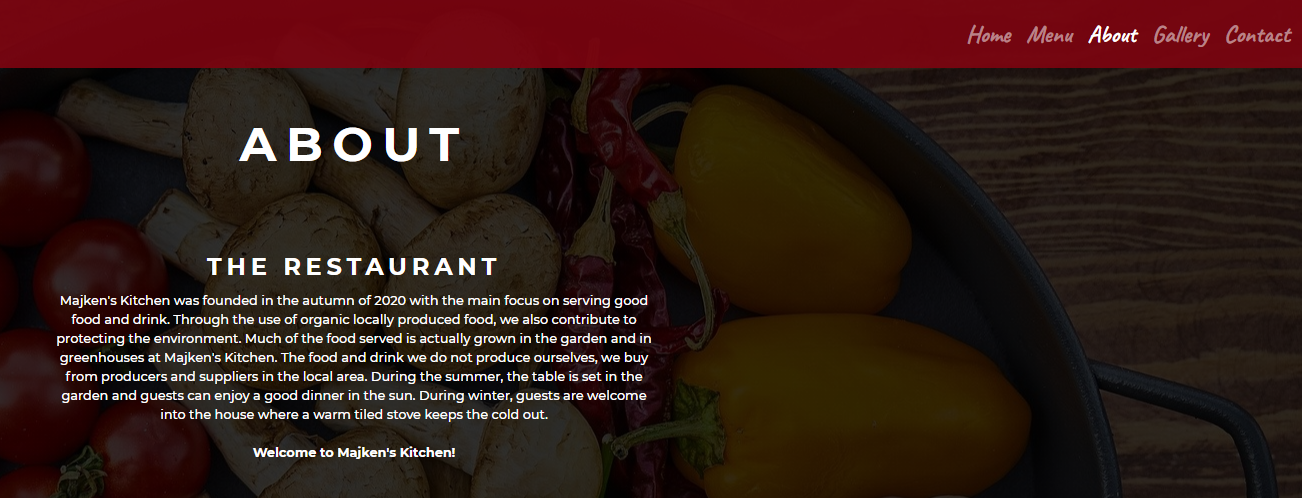 Home Menu About Gallery Contact
ABOUT
THE RESTAURANT
Majken's Kitchen was founded in the autumn of 2020 with the main focus on serving good
food and drink. Through the use of organic locally produced food, we also contribute to
protecting the environment. Much of the food served is actually grown in the garden and in
greenhouses at Majken's Kitchen. The food and drink we do not produce ourselves, we buy
from producers and suppliers in the local area. During the summer, the table is set in the
garden and guests can enjoy a good dinner in the sun. During winter, guests are welcome
into the house where a warm tiled stove keeps the cold out.
Welcome to Majken's Kitchen!